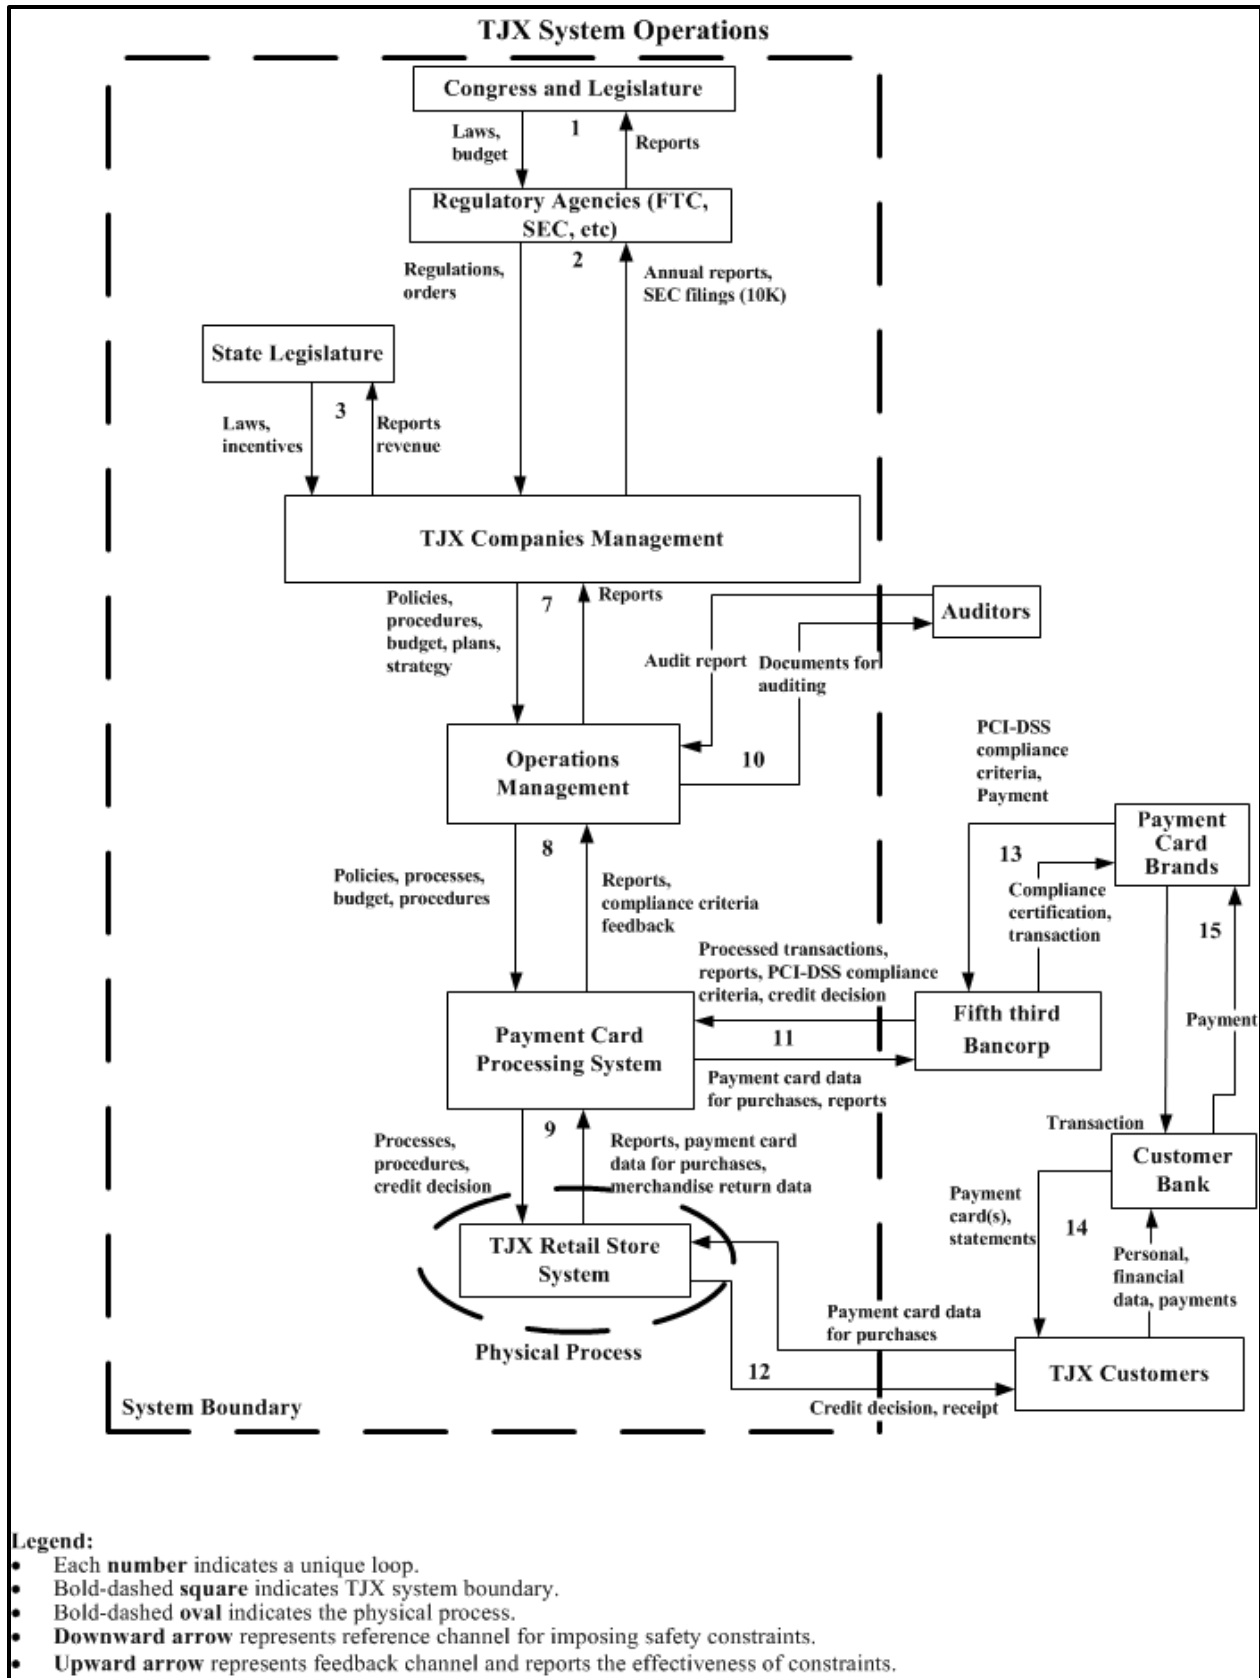 TJX System Operations
Congress and Legislature
1
Laws,
budget
Reports
Regulatory Agencies (FTC,
SEC, etc)
2
Regulations,
orders
Annual reports,
SEC filings (10K)
State Legislature
3
Laws,
incentives
Reports
revenue
TJX Companies Management
Policies,
procedures,
budget, plans,
strategy
7
Reports
Auditors
Audit report
Documents for
auditing
Operations
Management
10
PCI-DSS
compliance
criteria,
Payment
8
Policies, processes,
budget, procedures
Reports,
compliance criteria
feedback
Payment
Card
Brands
13
Compliance
certification,
transaction
15
Processed transactions,
reports, PCI-DSS compliance
criteria, credit decision
Payment Card
Processing System
11
Fifth third
Bancorp
Payment
Payment card data
for purchases, reports
9
Processes,
procedures,
credit decision
Reports, payment card
data for purchases,
merchandise return data
Transaction
Customer
Bank
Payment
card(s),
statements
14
Personal,
financial
data, payments
TJX Retail Store
System
Physical Process
Payment card data
for purchases
12
TJX Customers
Credit decision, receipt
System Boundary
Legend:
• Each number indicates a unique loop.
• Bold-dashed square indicates TJX system boundary.
• Bold-dashed oval indicates the physical process.
• Downward arrow represents reference channel for imposing safety constraints.
• Upward arrow represents feedback channel and reports the effectiveness of constraints.